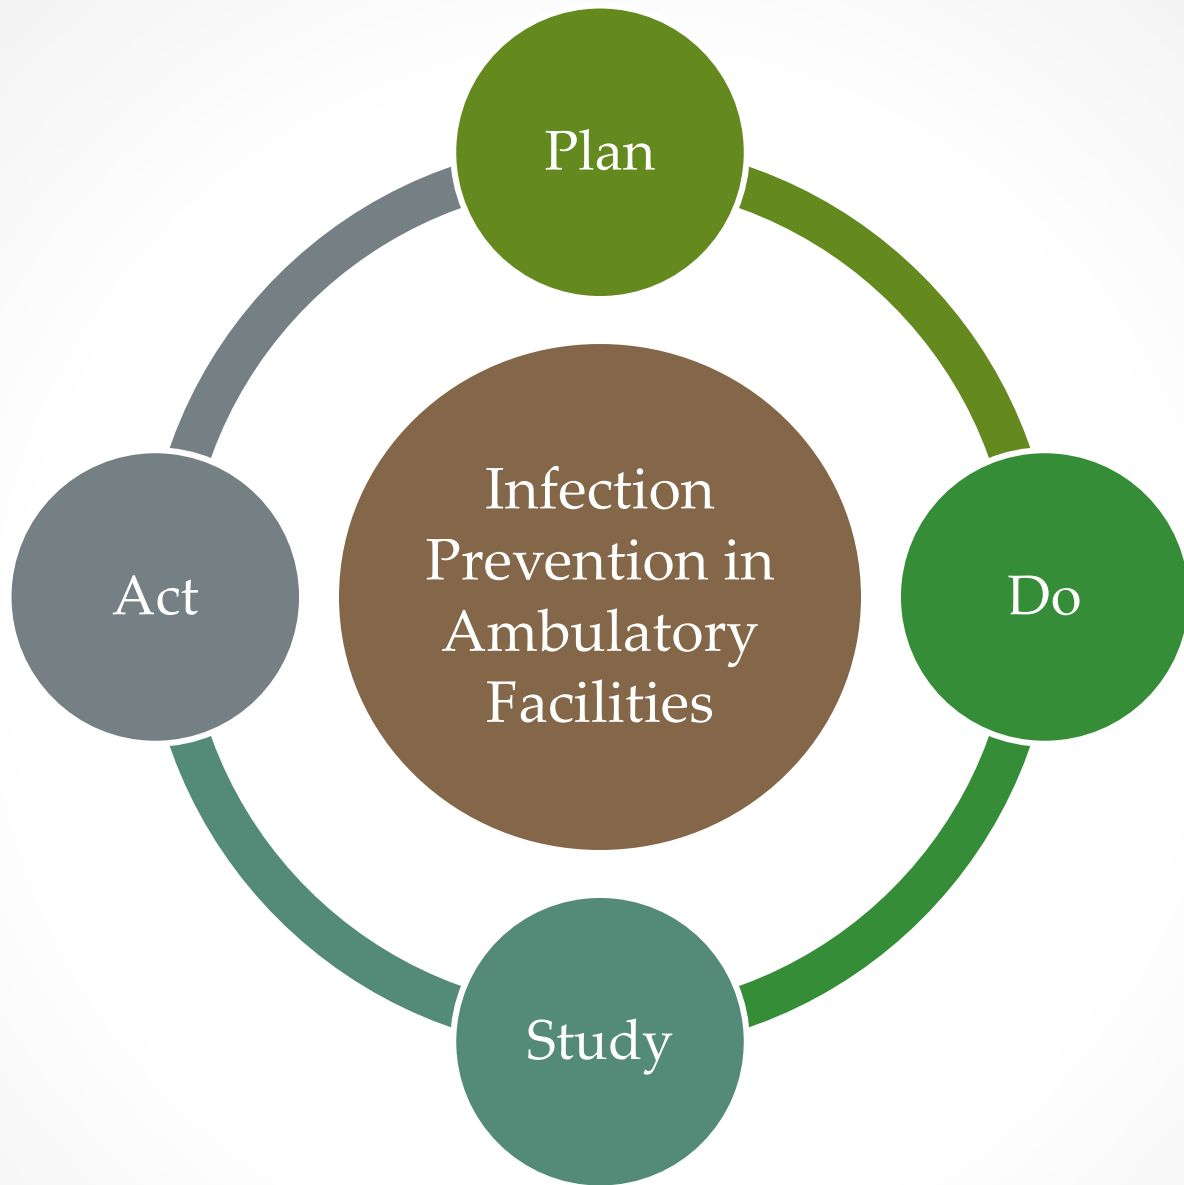 Plan
Act
Infection
Prevention in
Ambulatory
Facilities
Do
Study